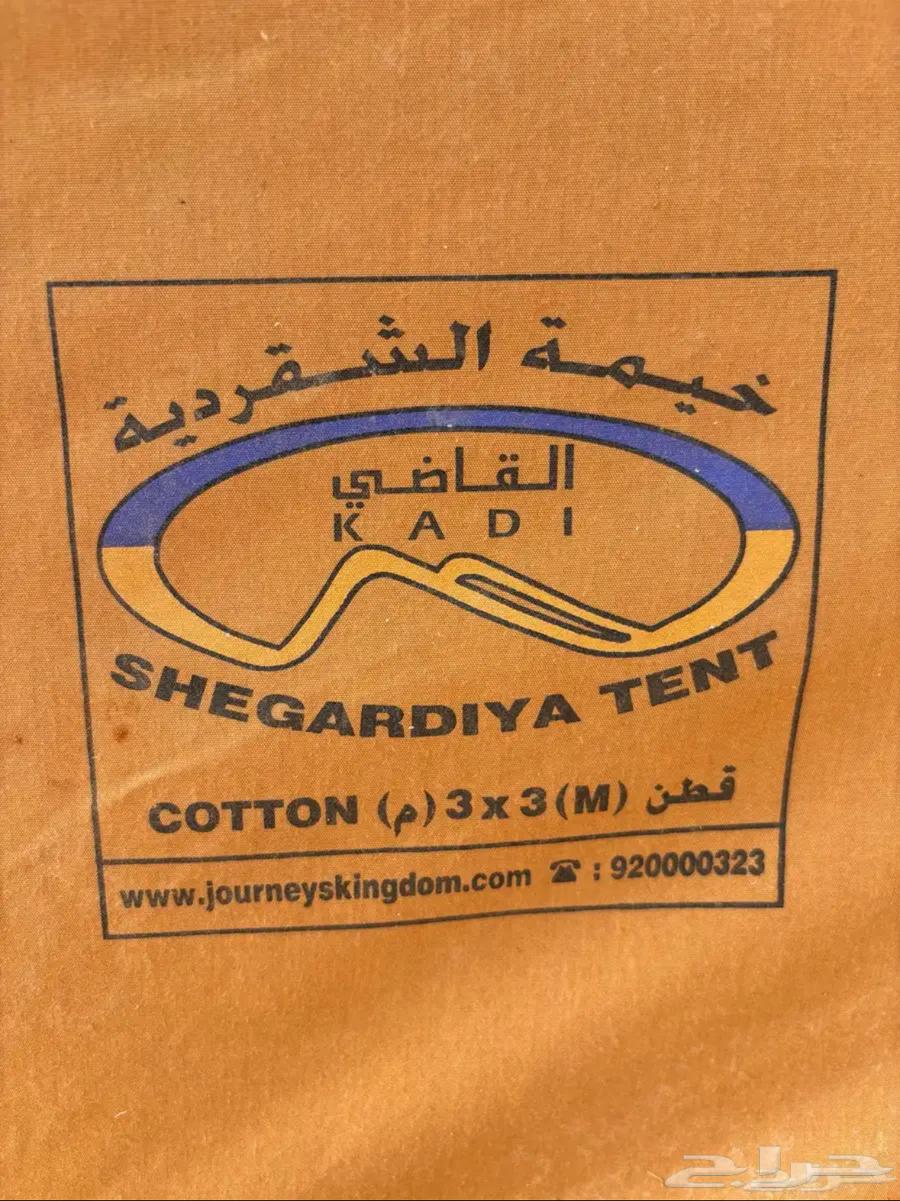 خيمة الشقردية
القاضي
KADI
SHEGARDIYA TENT
COTTON (م) 3 x 3 (M) قطن
www.journeyskingdom.com ☎ : 920000323
حراج